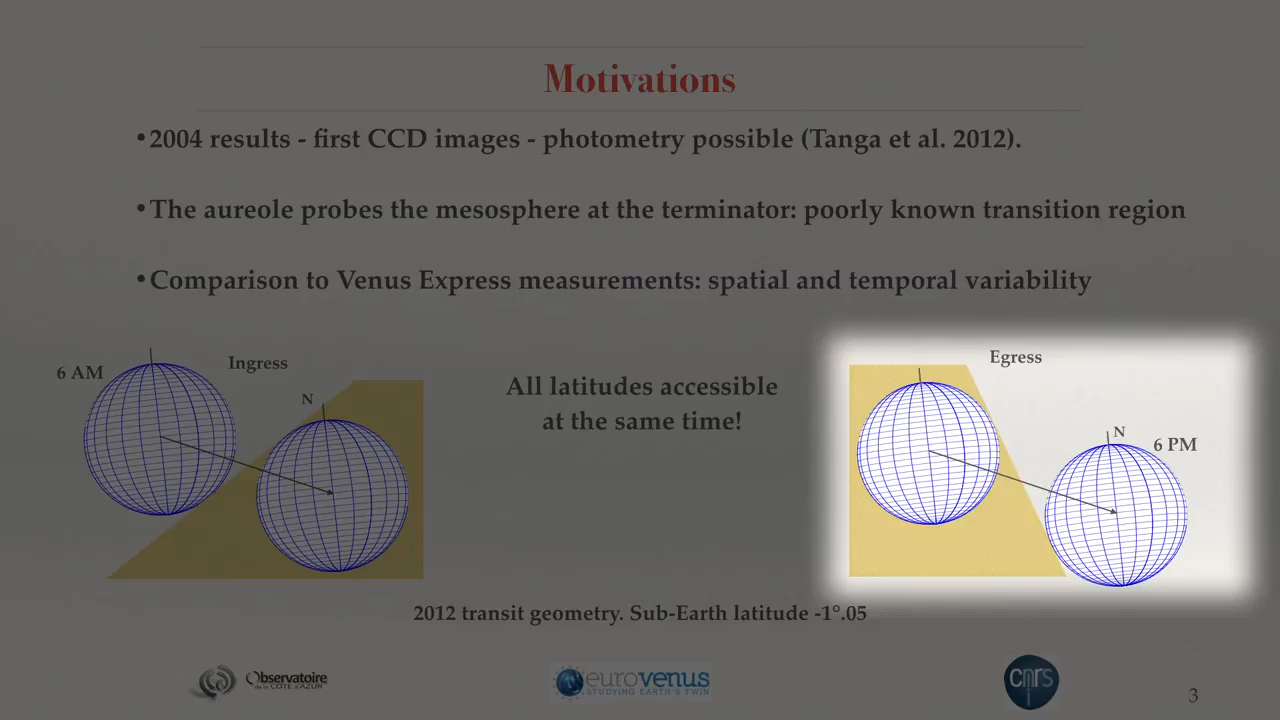 Motivations
•2004 results - first CCD images - photometry possible (Tanga et al. 2012).
•The aureole probes the mesosphere at the terminator: poorly known transition region
•Comparison to Venus Express measurements: spatial and temporal variability
6 AM
Ingress
N
All latitudes accessible
at the same time!
Egress
N
6 PM
2012 transit geometry. Sub-Earth latitude -1°.05
Observatoire
de la CÔTE d'AZUR
eurovenus
STUDYING EARTH'S TWIN
cnrs
3